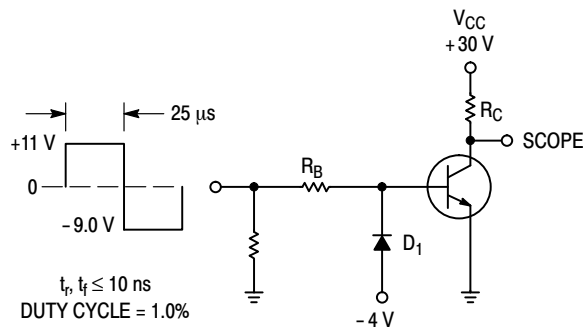 V_CC
+30 V
R_C
SCOPE
25 µs
+11 V
0
−9.0 V
R_B
D_1
−4 V
t_r, t_f ≤ 10 ns
DUTY CYCLE = 1.0%